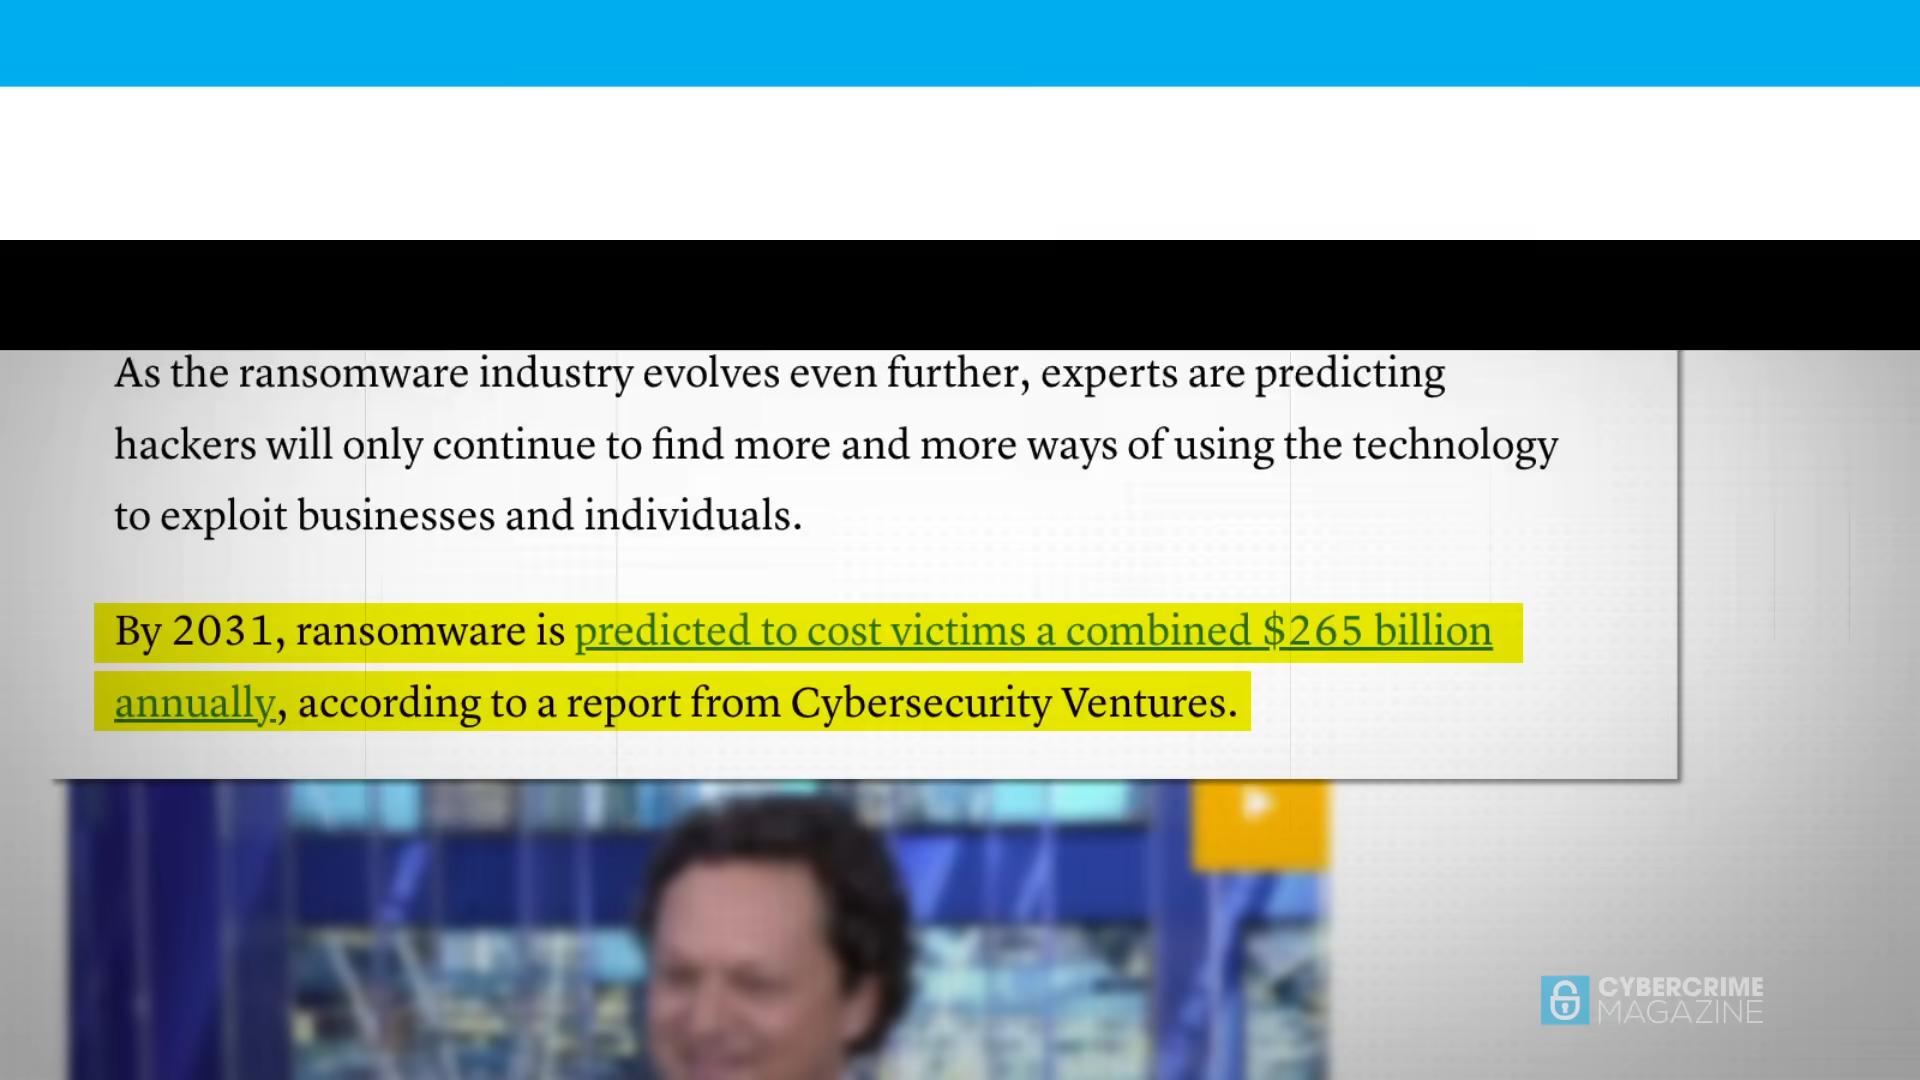 As the ransomware industry evolves even further, experts are predicting
hackers will only continue to find more and more ways of using the technology
to exploit businesses and individuals.
By 2031, ransomware is predicted to cost victims a combined $265 billion
annually, according to a report from Cybersecurity Ventures.
CYBERCRIME
MAGAZINE